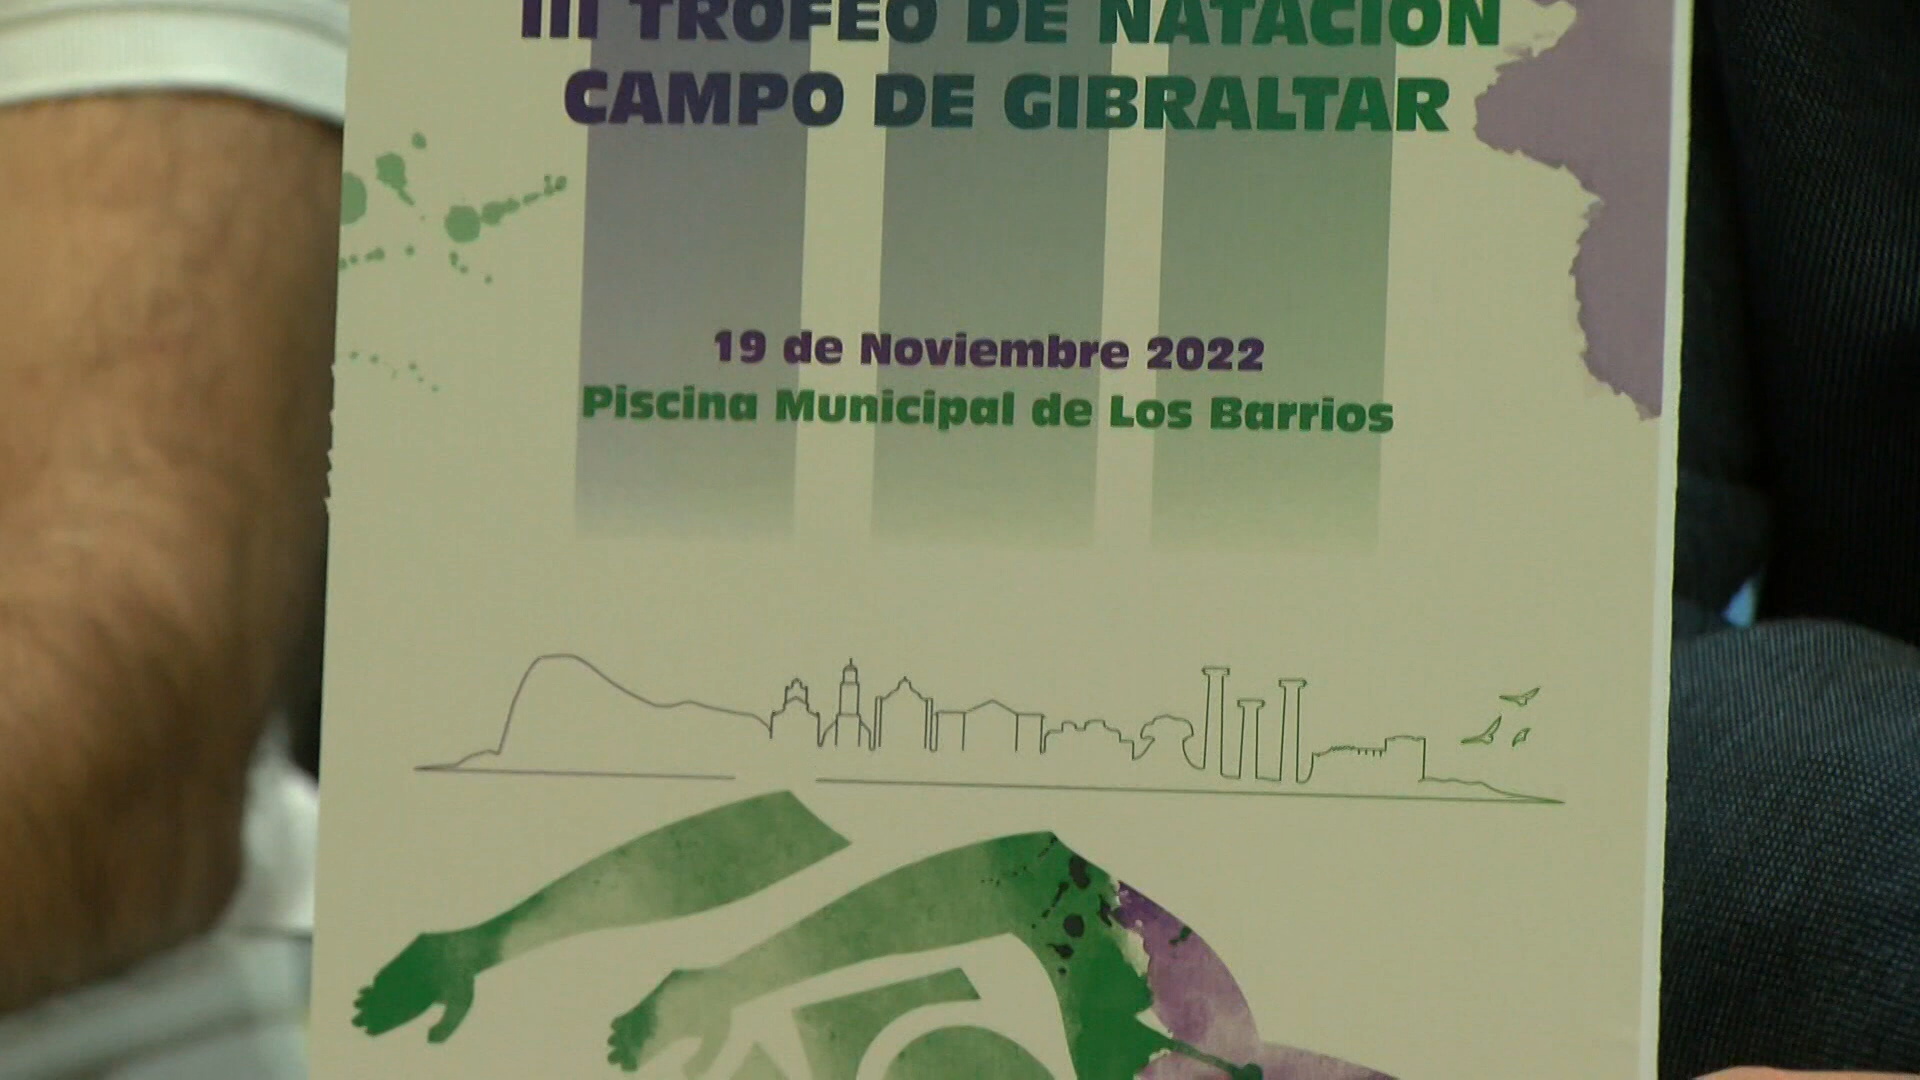 III TROFEO DE NATACIÓN
CAMPO DE GIBRALTAR
19 de Noviembre 2022
Piscina Municipal de Los Barrios